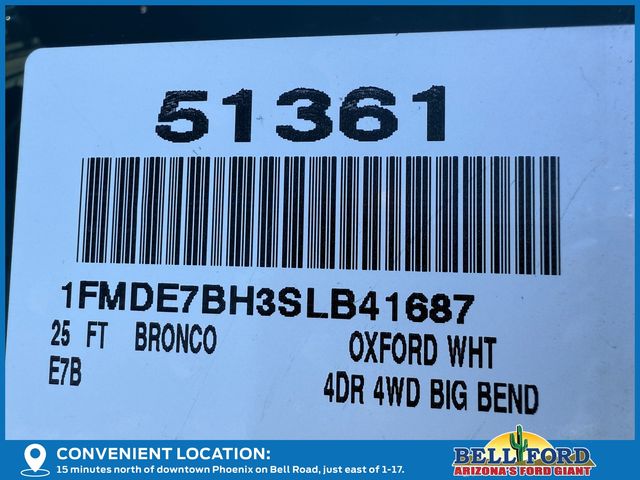 51361
1FMDE7BH3SLB41687
25 FT BRONCO OXFORD WHT
E7B 4DR 4WD BIG BEND
CONVENIENT LOCATION:
15 minutes north of downtown Phoenix on Bell Road, just east of 1-17.
BELL FORD
ARIZONA'S FORD GIANT